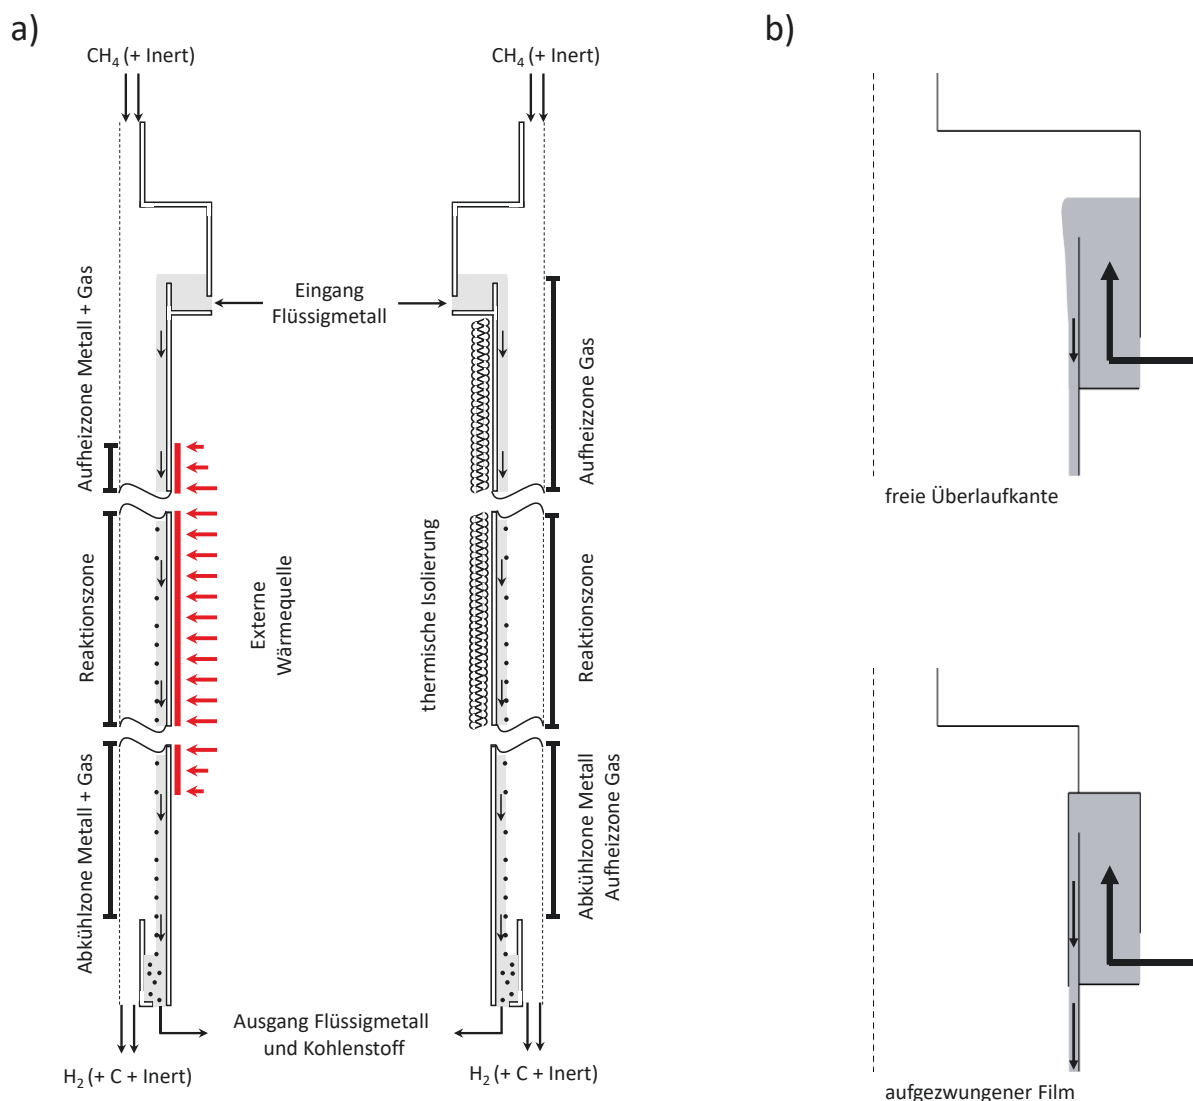 a)
b)
CH₄ (+ Inert)
CH₄ (+ Inert)
Aufheizzone Metall + Gas
Eingang
Flüssigmetall
Aufheizzone Gas
freie Überlaufkante
Reaktionszone
Externe
Wärmequelle
thermische Isolierung
Reaktionszone
Abkühlzone Metall + Gas
Abkühlzone Metall
Aufheizzone Gas
Ausgang Flüssigmetall
und Kohlenstoff
H₂ (+ C + Inert)
H₂ (+ C + Inert)
aufgezwungener Film